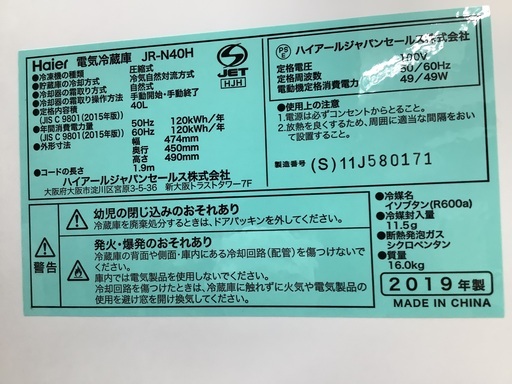 Haier 電気冷蔵庫 JR-N40H
●冷凍機の種類 圧縮式
●貯蔵庫の冷却方式 冷気自然対流方式
●冷却器の霜取り方式 自然式
●冷却器の霜取り操作方法 手動開始・手動終了
●定格内容積 40L
(JIS C 9801(2015年版))
●年間消費電力量 50Hz 120kWh/年
(JIS C 9801(2015年版)) 60Hz 120kWh/年
●外形寸法 幅 474mm
奥行 450mm
高さ 490mm
●コードの長さ 1.9m
ハイアールジャパンセールス株式会社
大阪府大阪市淀川区宮原3-5-36 新大阪トラストタワー7F
S
JET
HJH
PS
E
ハイアールジャパンセールス株式会社
定格電圧 100V
定格周波数 50/60Hz
電動機定格消費電力 49/49W
●使用上の注意
1.電源は必ずコンセントからとること。
2.放熱を良くするため、周囲に適当な間隔をおいて設置すること。
製造番号 (S)11J580171
警告
幼児の閉じ込めのおそれあり
冷蔵庫を廃棄処分するときは、ドアパッキンを外してください。
発火・爆発のおそれあり
冷蔵庫の背面や側面・庫内にある冷却回路(配管)を傷つけないでください。
庫内では電気製品を使用しないでください。
冷却回路を傷つけたときは、冷蔵庫に触れずに火気や電気製品の使用を避け窓を開け換気してください。
●冷媒名
イソブタン(R600a)
●冷媒封入量
11.5g
●断熱発泡ガス
シクロペンタン
●質量
16.0kg
2019年製
MADE IN CHINA